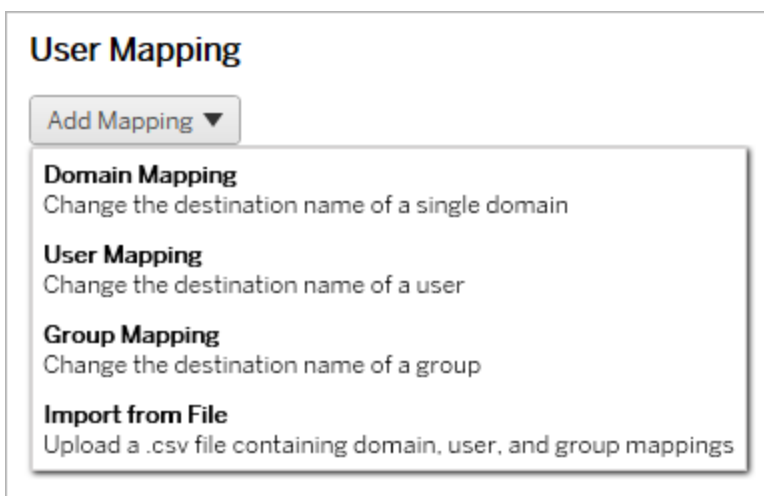 User Mapping
Add Mapping ▼
Domain Mapping
Change the destination name of a single domain
User Mapping
Change the destination name of a user
Group Mapping
Change the destination name of a group
Import from File
Upload a .csv file containing domain, user, and group mappings